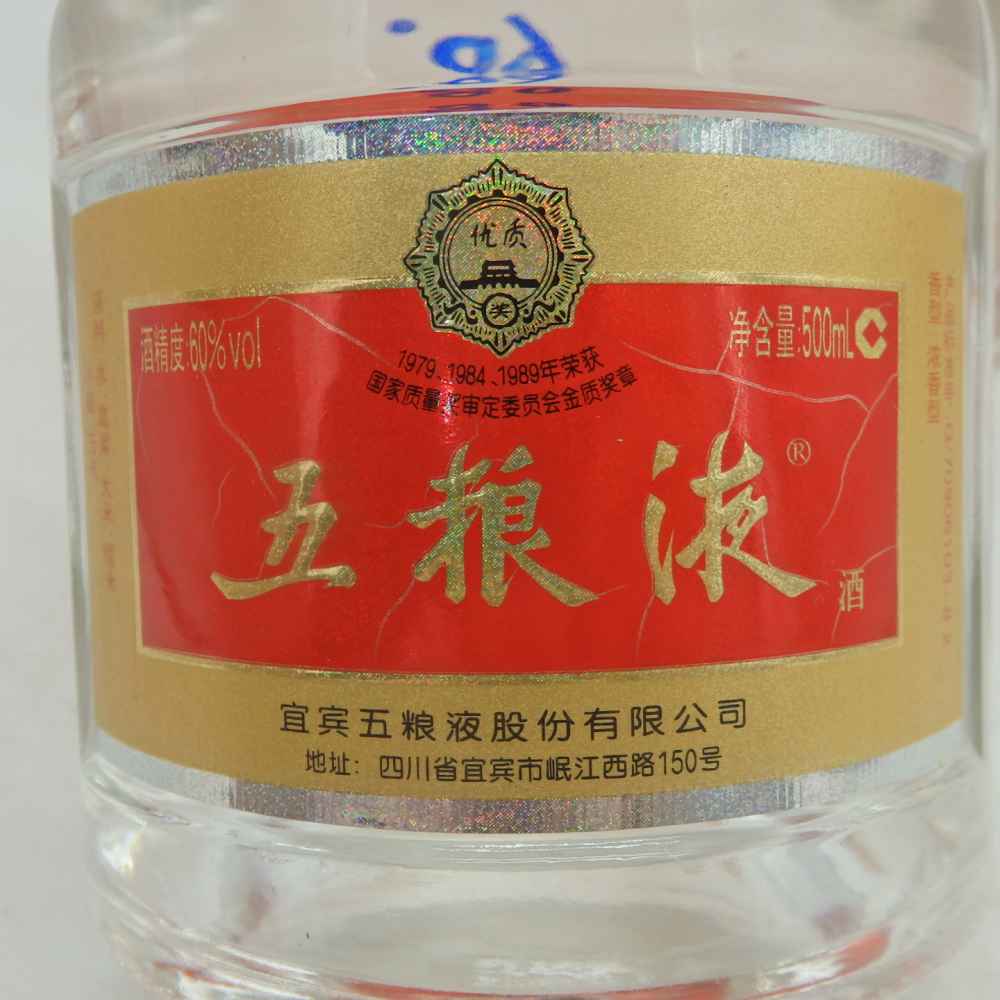 优质
奖
酒精度:60%vol
净含量:500mL
1979、1984、1989年荣获
国家质量奖审定委员会金质奖章
五粮液®
酒
宜宾五粮液股份有限公司
地址：四川省宜宾市岷江西路150号